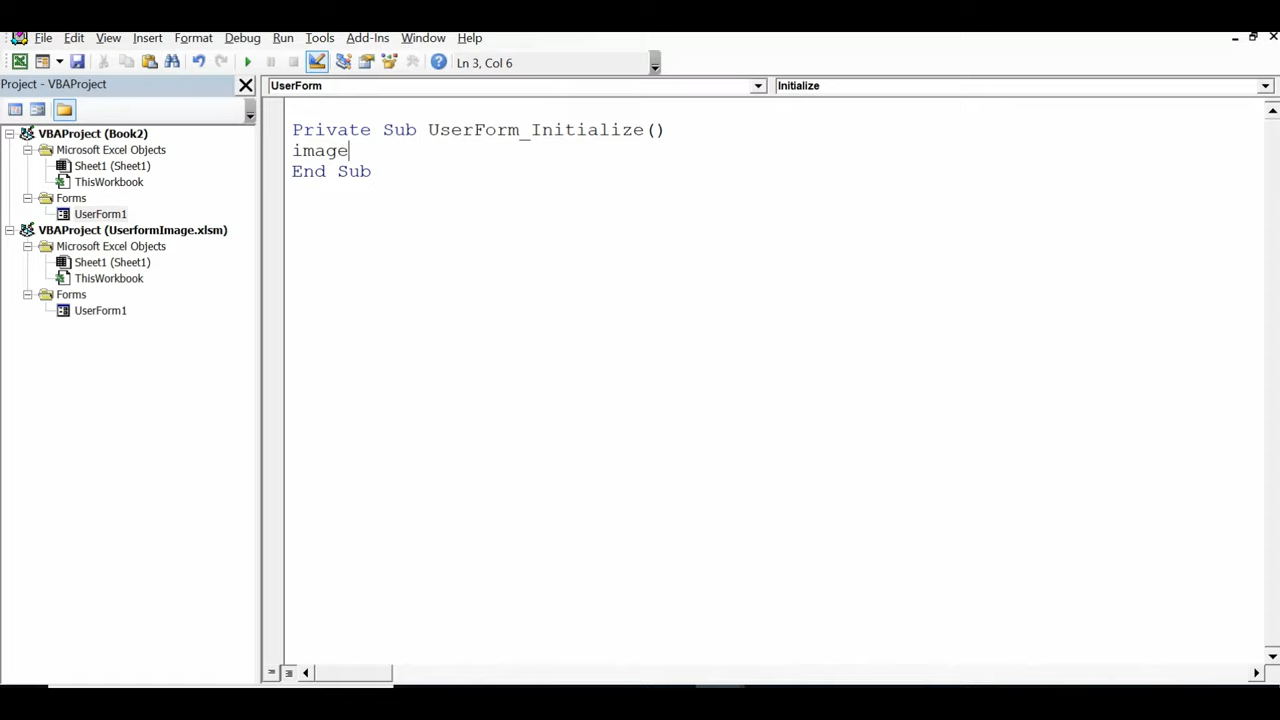 File Edit View Insert Format Debug Run Tools Add-Ins Window Help
Ln 3, Col 6
Project - VBAProject
UserForm Initialize
VBAProject (Book2)
Microsoft Excel Objects
Sheet1 (Sheet1)
ThisWorkbook
Forms
UserForm1
VBAProject (UserformImage.xlsm)
Microsoft Excel Objects
Sheet1 (Sheet1)
ThisWorkbook
Forms
UserForm1
Private Sub UserForm_Initialize()
image
End Sub